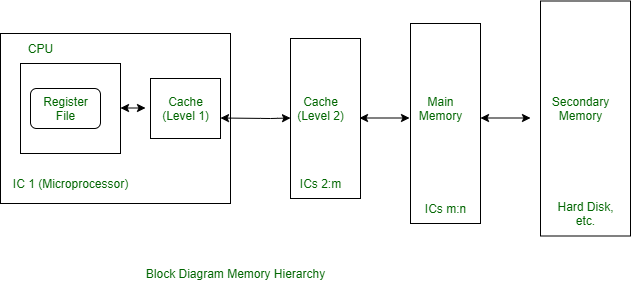 CPU
Register
File
Cache
(Level 1)
IC 1 (Microprocessor)
Cache
(Level 2)
ICs 2:m
Main
Memory
ICs m:n
Secondary
Memory
Hard Disk,
etc.
Block Diagram Memory Hierarchy